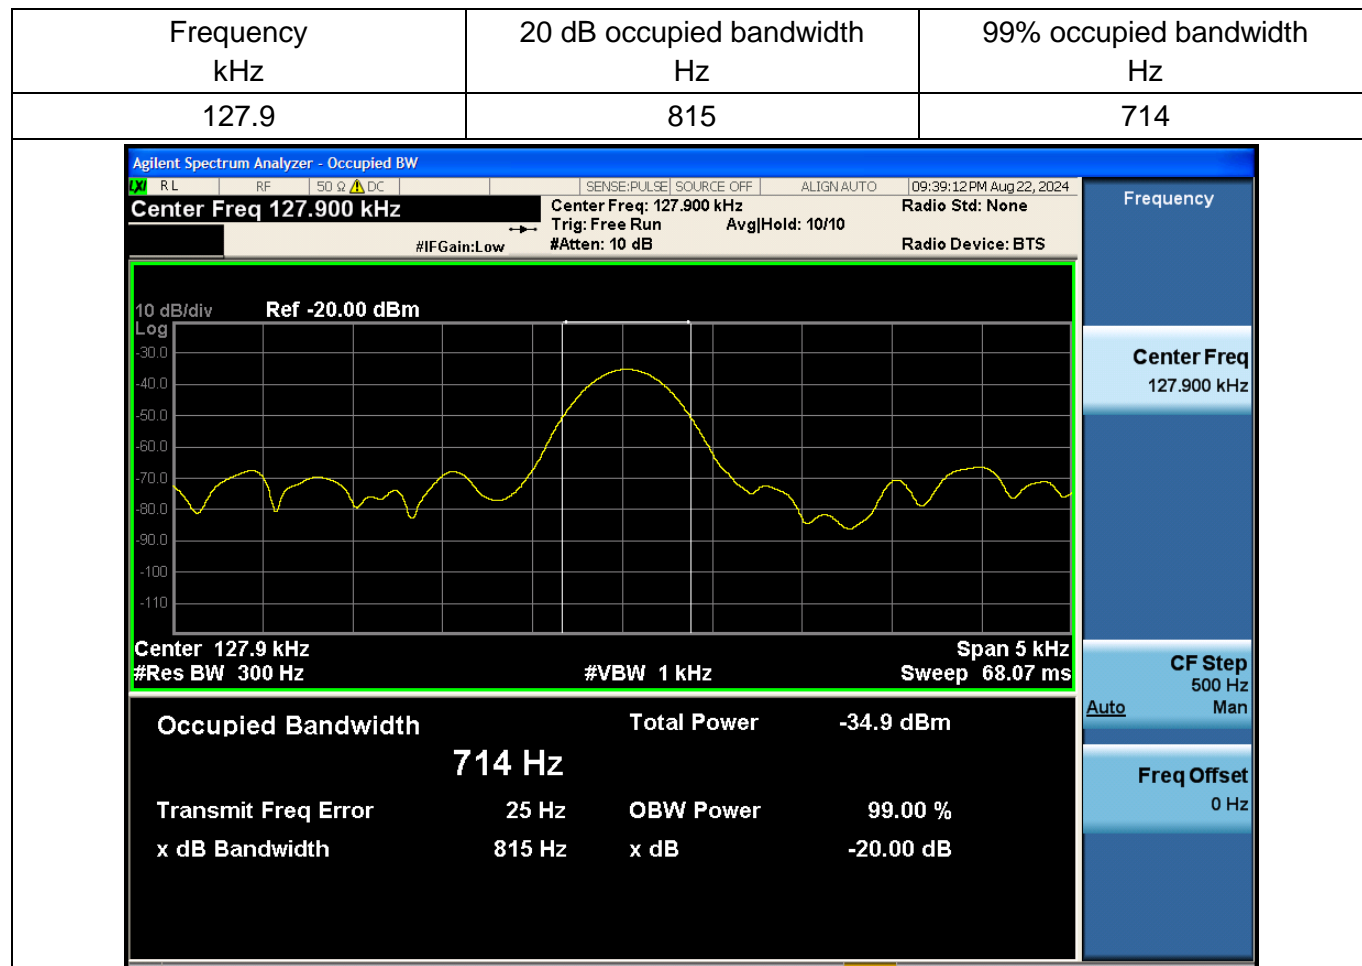 Frequency
kHz
20 dB occupied bandwidth
Hz
99% occupied bandwidth
Hz
127.9 815 714
Agilent Spectrum Analyzer - Occupied BW
LXI RL RF 50 Ω DC SENSE:PULSE SOURCE OFF ALIGN AUTO 09:39:12 PM Aug 22, 2024
Center Freq 127.900 kHz
Center Freq: 127.900 kHz
Radio Std: None
Trig: Free Run Avg|Hold: 10/10
#IFGain:Low #Atten: 10 dB Radio Device: BTS
10 dB/div Ref -20.00 dBm
Log
-30.0
-40.0
-50.0
-60.0
-70.0
-80.0
-90.0
-100
-110
Center 127.9 kHz Span 5 kHz
#Res BW 300 Hz #VBW 1 kHz Sweep 68.07 ms
Occupied Bandwidth Total Power -34.9 dBm
714 Hz
Transmit Freq Error 25 Hz OBW Power 99.00 %
x dB Bandwidth 815 Hz x dB -20.00 dB
Frequency
Center Freq
127.900 kHz
CF Step
500 Hz
Auto Man
Freq Offset
0 Hz